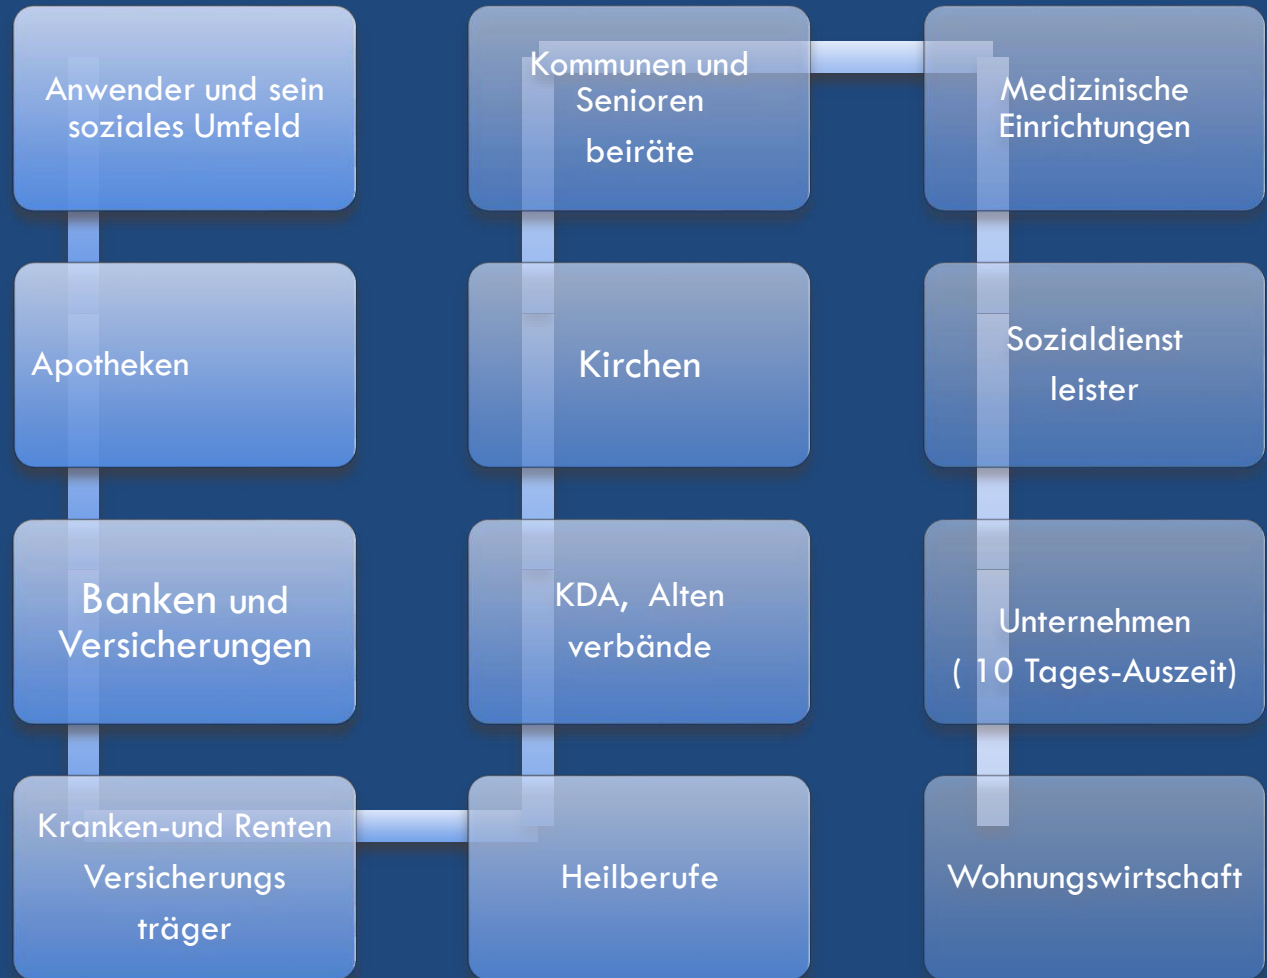 Anwender und sein
soziales Umfeld
Apotheken
Banken und
Versicherungen
Kranken-und Renten
Versicherungs
träger
Heilberufe
KDA,  Alten
verbände
Kirchen
Kommunen und
Senioren
beiräte
Medizinische
Einrichtungen
Sozialdienst
leister
Unternehmen
( 10 Tages-Auszeit)
Wohnungswirtschaft